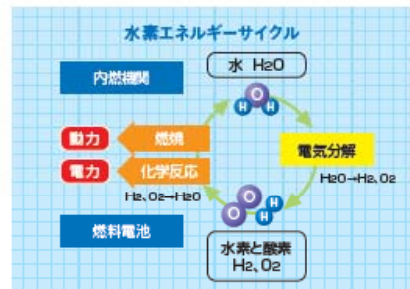 水素エネルギーサイクル
水 H2O
内燃機関
H O H
動力 燃焼
電力 化学反応
H2、O2→H2O
電気分解
H2O→H2、O2
O O H H
燃料電池
水素と酸素
H2、O2